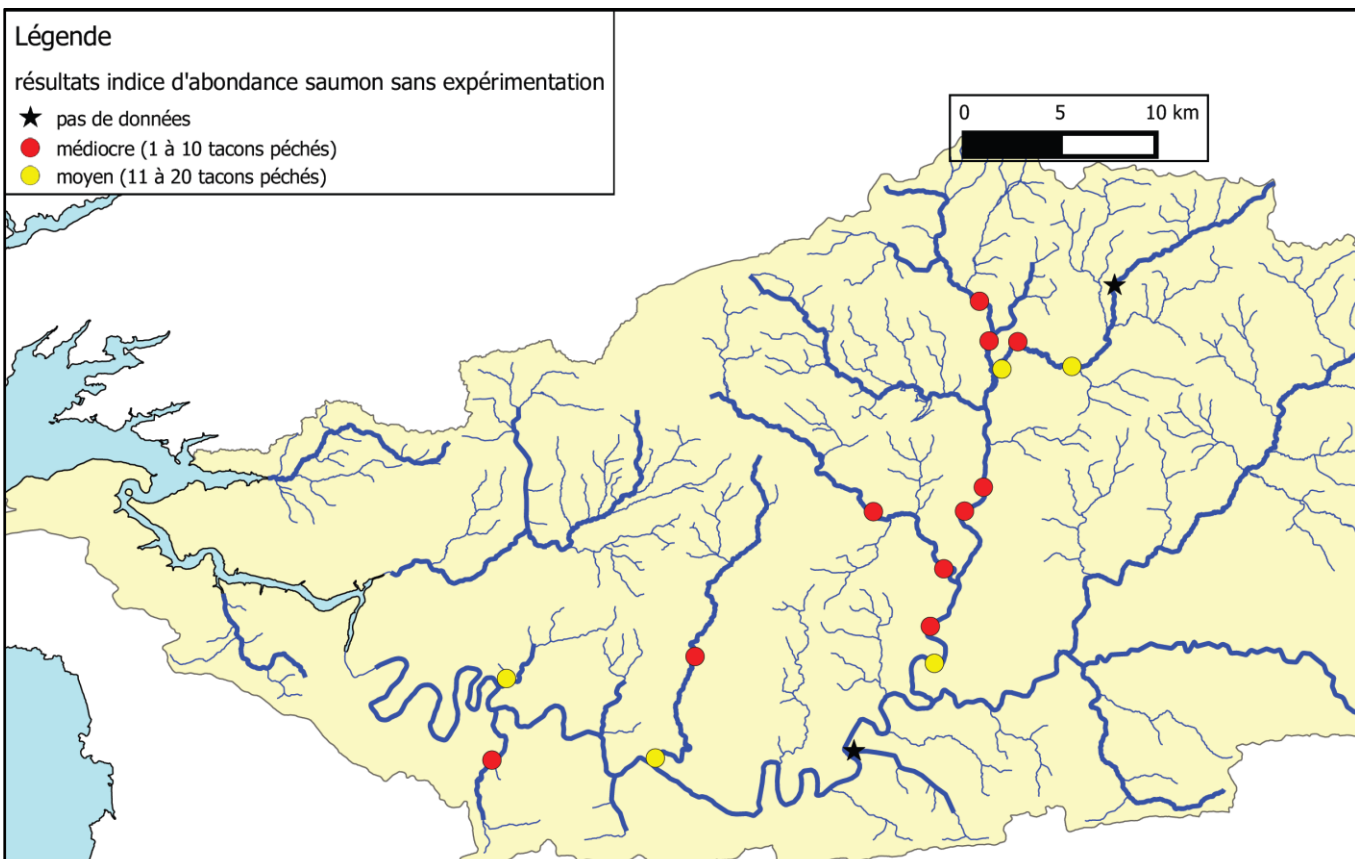 Légende
résultats indice d'abondance saumon sans expérimentation
pas de données
médiocre (1 à 10 tacons péchés)
moyen (11 à 20 tacons péchés)
0 5 10 km